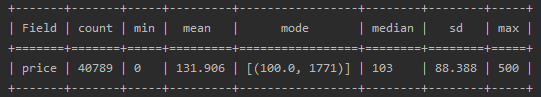 +-------+-------+-----+---------+-----------------+--------+--------+-----+
| Field | count | min | mean | mode | median | sd | max |
+=======+=======+=====+=========+=================+========+========+=====+
| price | 40789 | 0 | 131.906 | [(100.0, 1771)] | 103 | 88.388 | 500 |
+-------+-------+-----+---------+-----------------+--------+--------+-----+